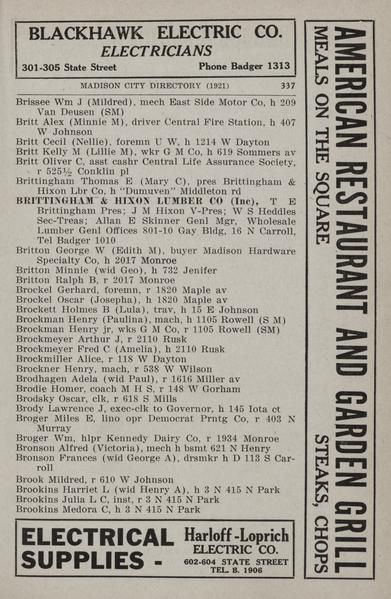 BLACKHAWK ELECTRIC CO.
ELECTRICIANS
301-305 State Street Phone Badger 1313
MADISON CITY DIRECTORY (1921) 337
Brissee Wm J (Mildred), mech East Side Motor Co, h 209
Van Deusen (SM)
Britt Alex (Minnie M), driver Central Fire Station, h 407
W Johnson
Britt Cecil (Nellie), foremn U W, h 1214 W Dayton
Britt Kelly M (Lillie M), wkr G M Co, h 619 Sommers av
Britt Oliver C, asst cashr Central Life Assurance Society,
r 525½ Conklin pl
Brittingham Thomas E (Mary C), pres Brittingham &
Hixon Lbr Co, h "Dunuven" Middleton rd
BRITTINGHAM & HIXON LUMBER CO (Inc), T E
Brittingham Pres; J M Hixon V-Pres; W S Heddles
Sec-Treas; Allan E Skinner Genl Mgr, Wholesale
Lumber Genl Offices 801-10 Gay Bldg, 16 N Carroll,
Tel Badger 1010
Britton George W (Edith M), buyer Madison Hardware
Specialty Co, h 2017 Monroe
Britton Minnie (wid Geo), h 732 Jenifer
Britton Ralph B, r 2017 Monroe
Brockel Gerhard, foremn, r 1820 Maple av
Brockel Oscar (Josepha), h 1820 Maple av
Brockett Holmes B (Lula), trav, h 15 E Johnson
Brockman Henry (Paulina), mach, h 1105 Rowell (S M)
Brockman Henry jr, wks G M Co, r 1105 Rowell (SM)
Brockmeyer Arthur J, r 2110 Rusk
Brockmeyer Fred C (Amelia), h 2110 Rusk
Brockmiller Alice, r 118 W Dayton
Brockner Henry, mach, r 538 W Wilson
Brodhagen Adela (wid Paul), r 1616 Miller av
Brodie Homer, coach M H S, r 148 W Gorham
Brodsky Oscar, clk, r 618 S Mills
Brody Lawrence J, exec-clk to Governor, h 145 Iota ct
Broger Miles E, lino opr Democrat Prntg Co, r 403 N
Murray
Broger Wm, hlpr Kennedy Dairy Co, r 1934 Monroe
Bronson Alfred (Victoria), mech h bsmt 621 N Henry
Bronson Frances (wid George A), drsmkr h D 113 S Car-
roll
Brook Mildred, r 610 W Johnson
Brookins Harriet L (wid Henry A), h 3 N 415 N Park
Brookins Julia L C, inst, r 3 N 415 N Park
Brookins Medora C, h 3 N 415 N Park
ELECTRICAL
SUPPLIES -
Harloff-Loprich
ELECTRIC CO.
602-604 STATE STREET
TEL. B. 1906
AMERICAN RESTAURANT AND GARDEN GRILL
MEALS ON THE SQUARE STEAKS, CHOPS